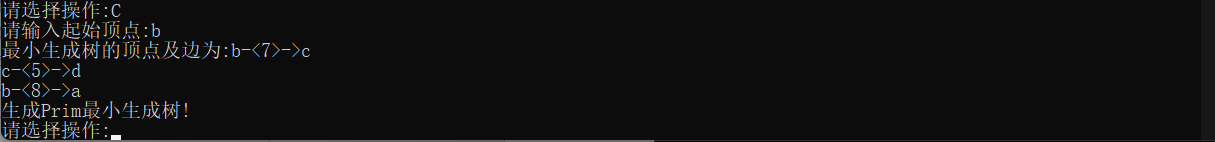 请选择操作:C
请输入起始顶点:b
最小生成树的顶点及边为:b-<7>->c
c-<5>->d
b-<8>->a
生成Prim最小生成树!
请选择操作: